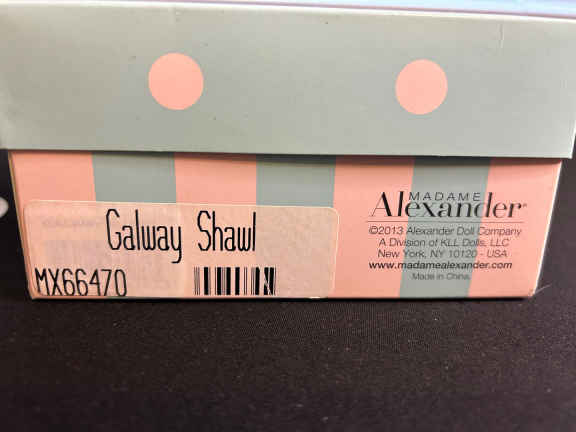 Galway Shawl
MX66470
MADAME
Alexander®
©2013 Alexander Doll Company
A Division of KLL Dolls, LLC
New York, NY 10120 - USA
www.madamealexander.com
Made in China.